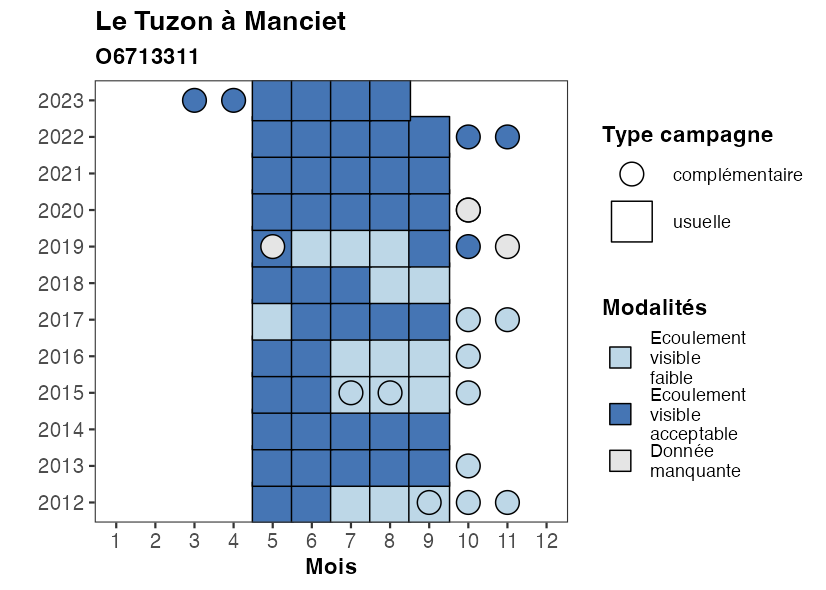 Le Tuzon à Manciet
O6713311
2023
2022
2021
2020
2019
2018
2017
2016
2015
2014
2013
2012
1 2 3 4 5 6 7 8 9 10 11 12
Mois
Type campagne
complémentaire
usuelle
Modalités
Ecoulement
visible
faible
Ecoulement
visible
acceptable
Donnée
manquante